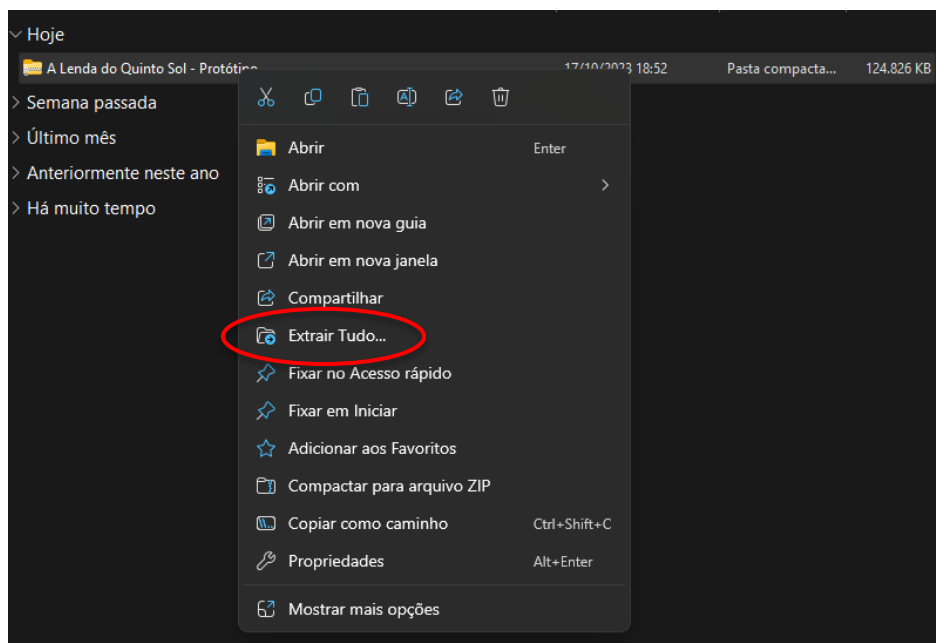 Hoje
A Lenda do Quinto Sol - Protótipo 17/10/2023 18:52 Pasta compacta... 124.826 KB
Semana passada
Último mês
Anteriormente neste ano
Há muito tempo
Abrir Enter
Abrir com
Abrir em nova guia
Abrir em nova janela
Compartilhar
Extrair Tudo...
Fixar no Acesso rápido
Fixar em Iniciar
Adicionar aos Favoritos
Compactar para arquivo ZIP
Copiar como caminho Ctrl+Shift+C
Propriedades Alt+Enter
Mostrar mais opções